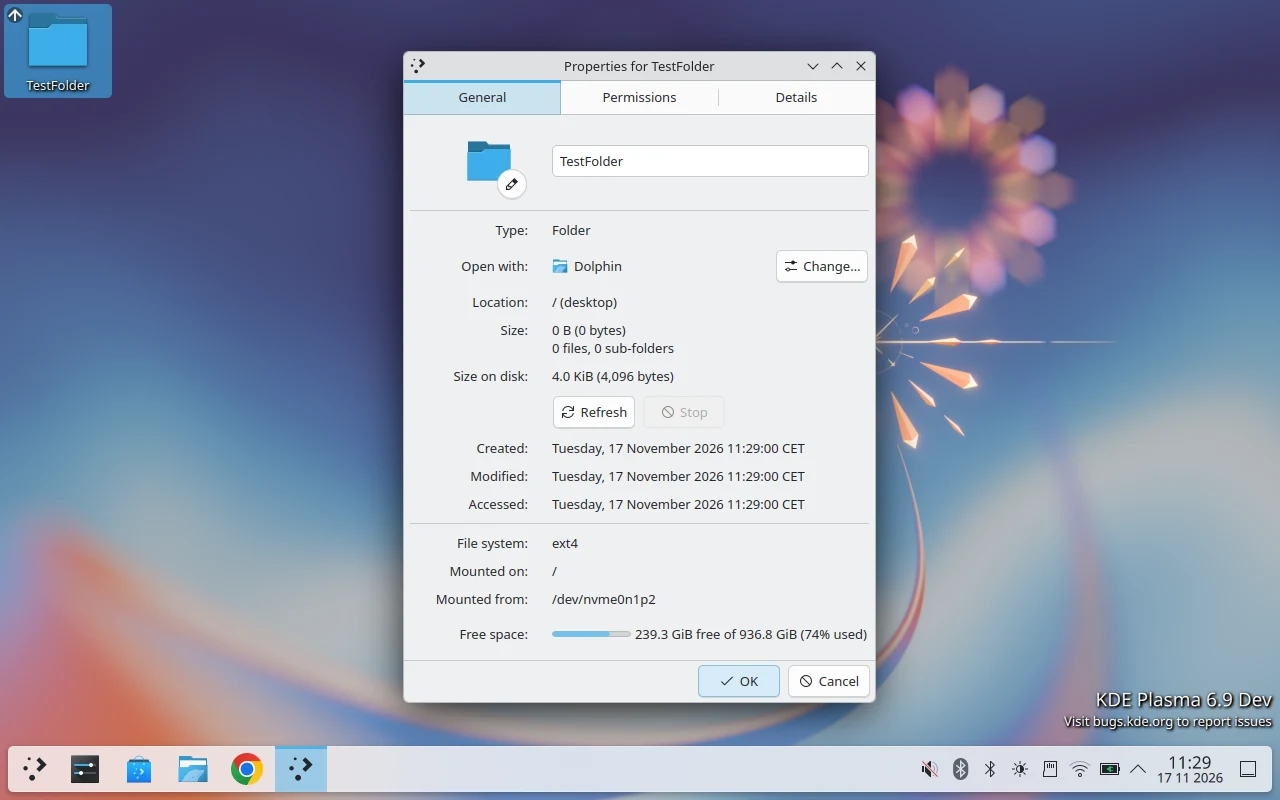 TestFolder
Properties for TestFolder
General
Permissions
Details
TestFolder
Type: Folder
Open with: Dolphin
Change...
Location: / (desktop)
Size: 0 B (0 bytes)
0 files, 0 sub-folders
Size on disk: 4.0 KiB (4,096 bytes)
Refresh
Stop
Created: Tuesday, 17 November 2026 11:29:00 CET
Modified: Tuesday, 17 November 2026 11:29:00 CET
Accessed: Tuesday, 17 November 2026 11:29:00 CET
File system: ext4
Mounted on: /
Mounted from: /dev/nvme0n1p2
Free space: 239.3 GiB free of 936.8 GiB (74% used)
OK
Cancel
KDE Plasma 6.9 Dev
Visit bugs.kde.org to report issues
11:29
17 11 2026